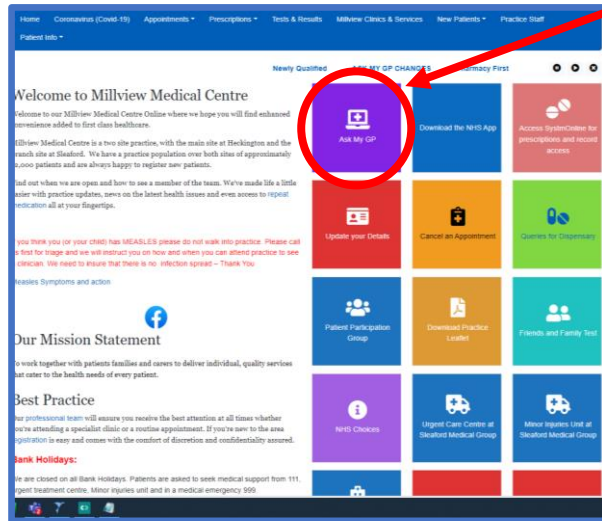 Home Coronavirus (Covid-19) Appointments Prescriptions Tests & Results Millview Clinics & Services New Patients Practice Staff
Patient Info
Newly Qualified ASK MY GP CHANGES Pharmacy First
Welcome to Millview Medical Centre
Welcome to our Millview Medical Centre Online where we hope you will find enhanced
convenience added to first class healthcare.
Millview Medical Centre is a two site practice, with the main site at Heckington and the
branch site at Sleaford. We have a practice population over both sites of approximately
,000 patients and are always happy to register new patients.
Find out when we are open and how to see a member of the team. We've made life a little
easier with practice updates, news on the latest health issues and even access to repeat
medication all at your fingertips.
you think you (or your child) has MEASLES please do not walk into practice. Please call
us first for triage and we will instruct you on how and when you can attend practice to see
clinician. We need to insure that there is no infection spread – Thank You
Measles Symptoms and action
Our Mission Statement
To work together with patients families and carers to deliver individual, quality services
that cater to the health needs of every patient.
Best Practice
Our professional team will ensure you receive the best attention at all times whether
you're attending a specialist clinic or a routine appointment. If you're new to the area
registration is easy and comes with the comfort of discretion and confidentiality assured.
Bank Holidays:
We are closed on all Bank Holidays. Patients are asked to seek medical support from 111,
urgent treatment centre, Minor injuries unit and in a medical emergency 999
Ask My GP
Download the NHS App
Access SystmOnline for
prescriptions and record
access
Update your Details
Cancel an Appointment
Queries for Dispensary
Patient Participation
Group
Download Practice
Leaflet
Friends and Family Test
NHS Choices
Urgent Care Centre at
Sleaford Medical Group
Minor Injuries Unit at
Sleaford Medical Group